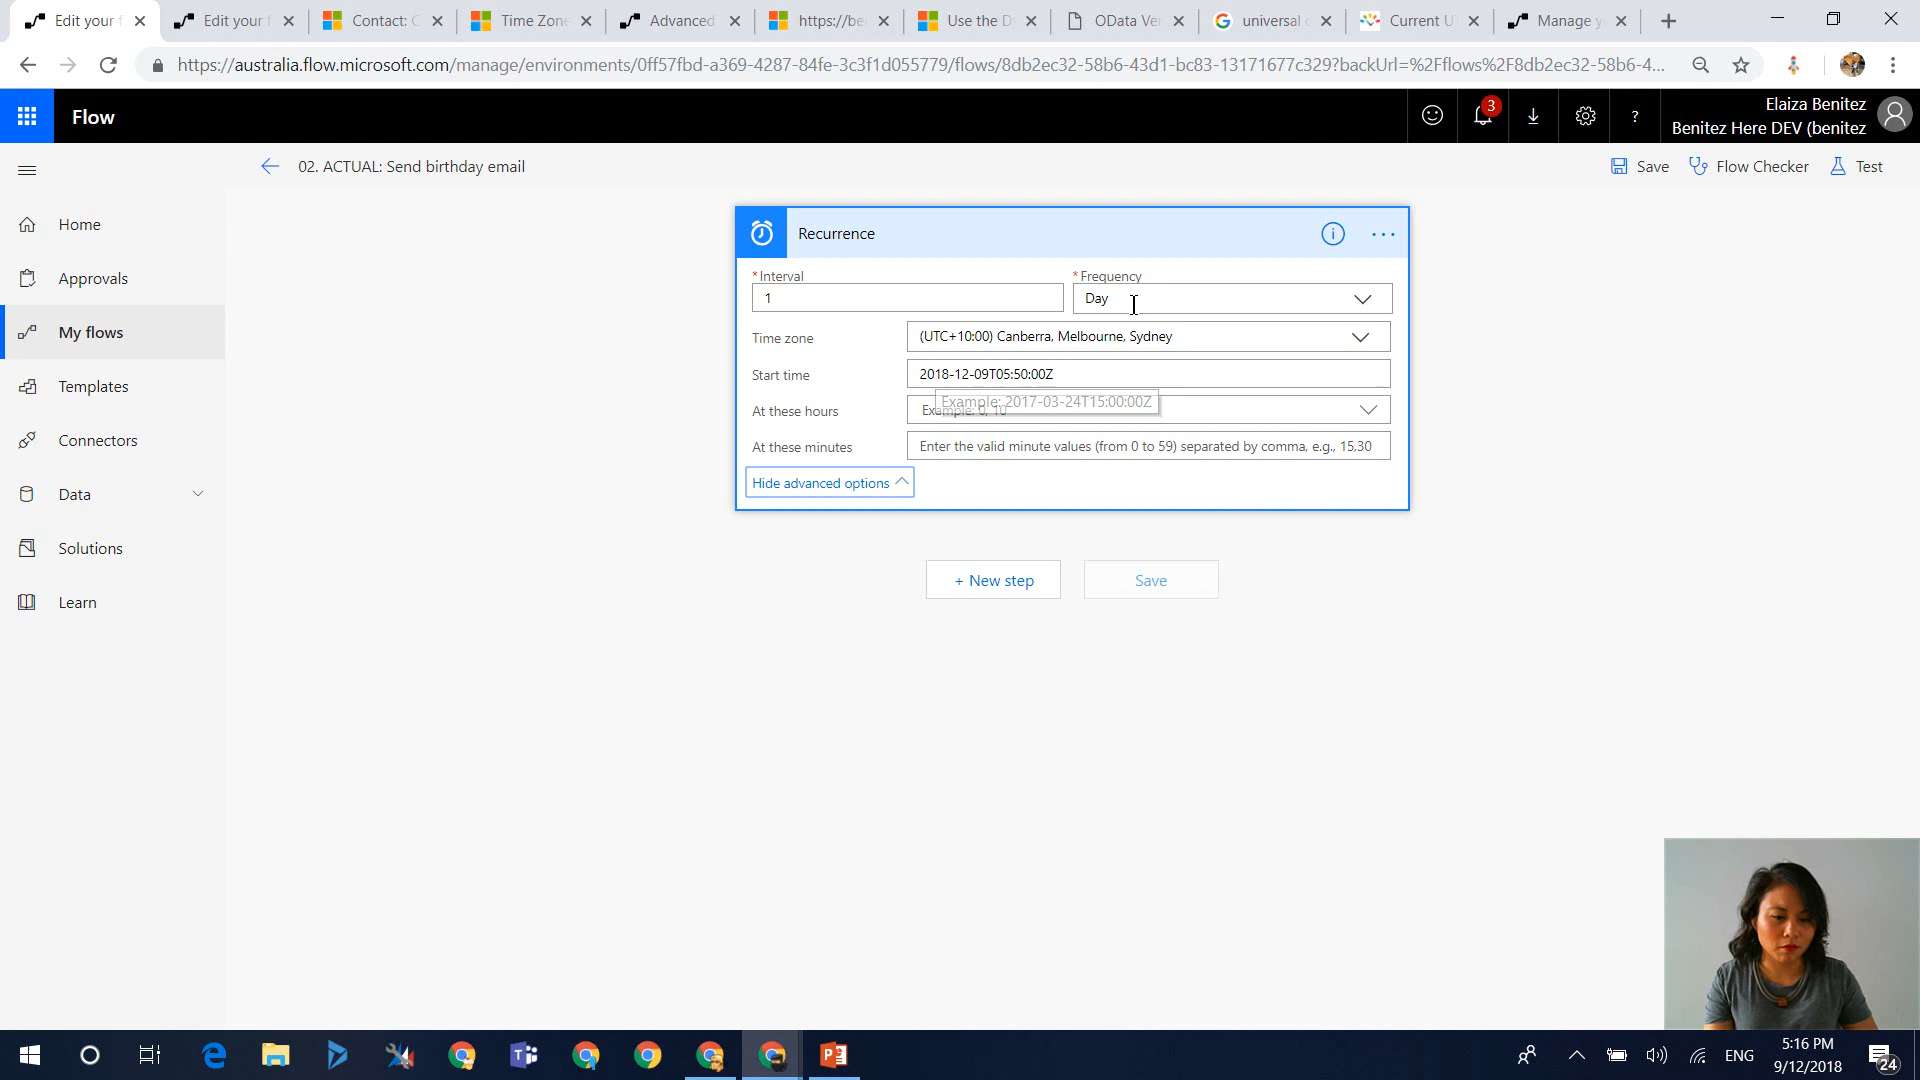 Edit your f
Edit your f
Contact: C
Time Zone
Advanced
https://be
Use the D
OData Ver
universal c
Current UT
Manage y
https://australia.flow.microsoft.com/manage/environments/0ff57fbd-a369-4287-84fe-3c3f1d055779/flows/8db2ec32-58b6-43d1-bc83-13171677c329?backUrl=%2Fflows%2F8db2ec32-58b6-4...
Flow
3
?
Elaiza Benitez
Benitez Here DEV (benitez
02. ACTUAL: Send birthday email
Save
Flow Checker
Test
Home
Approvals
My flows
Connectors
Data
Solutions
Learn
Recurrence
* Interval
* Frequency
1
Day
Time zone
(UTC+10:00) Canberra, Melbourne, Sydney
Start time
2018-12-09T05:50:00Z
Example: 2017-03-24T15:00:00Z
At these hours
Example: 0, 10
At these minutes
Enter the valid minute values (from 0 to 59) separated by comma, e.g., 15,30
Hide advanced options
+ New step
Save
ENG
5:16 PM
9/12/2018
24